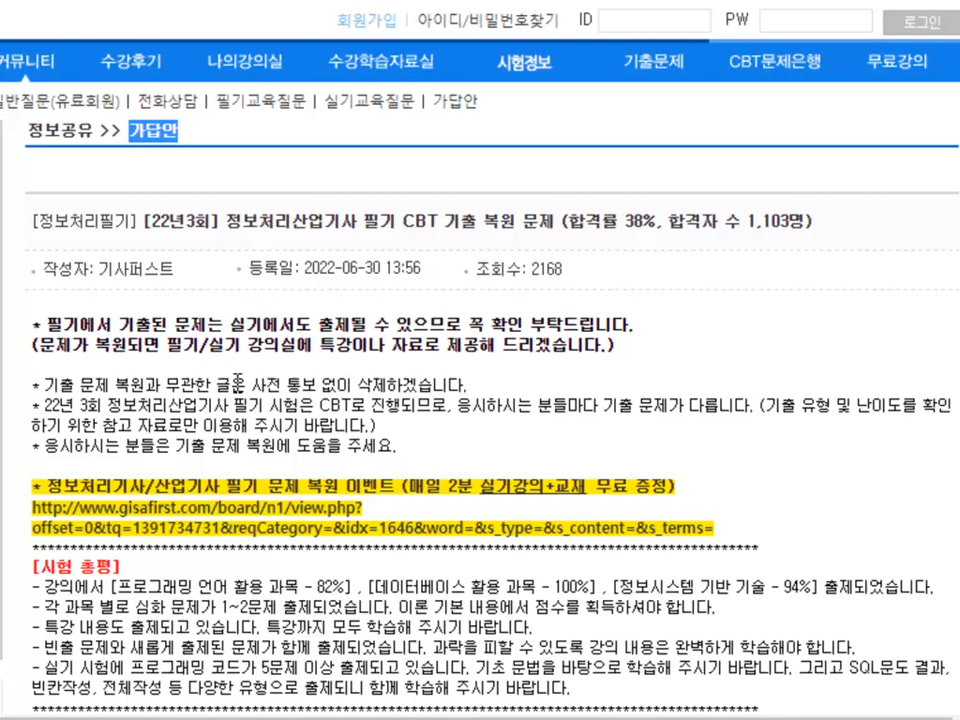 회원가입 | 아이디/비밀번호찾기 ID PW 로그인
커뮤니티 수강후기 나의강의실 수강학습자료실 시험정보 기출문제 CBT문제은행 무료강의
일반질문(유료회원) | 전화상담 | 필기교육질문 | 실기교육질문 | 가답안
정보공유 >> 가답안
[정보처리필기] [22년3회] 정보처리산업기사 필기 CBT 기출 복원 문제 (합격률 38%, 합격자 수 1,103명)
• 작성자: 기사퍼스트 • 등록일: 2022-06-30 13:56 • 조회수: 2168
* 필기에서 기출된 문제는 실기에서도 출제될 수 있으므로 꼭 확인 부탁드립니다.
(문제가 복원되면 필기/실기 강의실에 특강이나 자료로 제공해 드리겠습니다.)
* 기출 문제 복원과 무관한 글은 사전 통보 없이 삭제하겠습니다.
* 22년 3회 정보처리산업기사 필기 시험은 CBT로 진행되므로, 응시하시는 분들마다 기출 문제가 다릅니다. (기출 유형 및 난이도를 확인
하기 위한 참고 자료로만 이용해 주시기 바랍니다.)
* 응시하시는 분들은 기출 문제 복원에 도움을 주세요.
* 정보처리기사/산업기사 필기 문제 복원 이벤트 (매일 2분 실기강의+교재 무료 증정)
http://www.gisafirst.com/board/n1/view.php?
offset=0&tq=1391734731&reqCategory=&idx=1646&word=&s_type=&s_content=&s_terms=
*********************************************************************************************
[시험 총평]
- 강의에서 [프로그래밍 언어 활용 과목 - 82%] , [데이터베이스 활용 과목 - 100%] , [정보시스템 기반 기술 - 94%] 출제되었습니다.
- 각 과목 별로 심화 문제가 1~2문제 출제되었습니다. 이론 기본 내용에서 점수를 획득하셔야 합니다.
- 특강 내용도 출제되고 있습니다. 특강까지 모두 학습해 주시기 바랍니다.
- 빈출 문제와 새롭게 출제된 문제가 함께 출제되었습니다. 과락을 피할 수 있도록 강의 내용은 완벽하게 학습해야 합니다.
- 실기 시험에 프로그래밍 코드가 5문제 이상 출제되고 있습니다. 기초 문법을 바탕으로 학습해 주시기 바랍니다. 그리고 SQL문도 결과,
빈칸작성, 전체작성 등 다양한 유형으로 출제되니 함께 학습해 주시기 바랍니다.
*********************************************************************************************